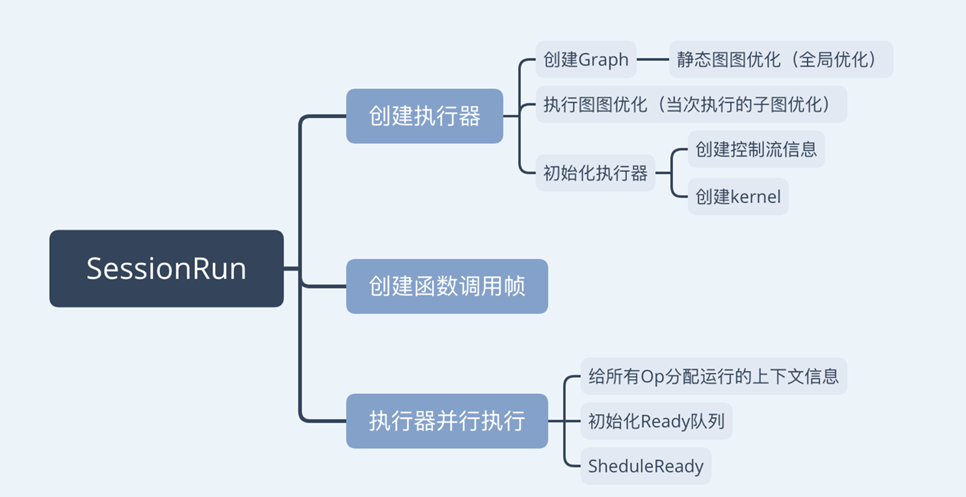 SessionRun
创建执行器
创建Graph
静态图图优化（全局优化）
执行图图优化（当次执行的子图优化）
初始化执行器
创建控制流信息
创建kernel
创建函数调用帧
执行器并行执行
给所有Op分配运行的上下文信息
初始化Ready队列
SheduleReady